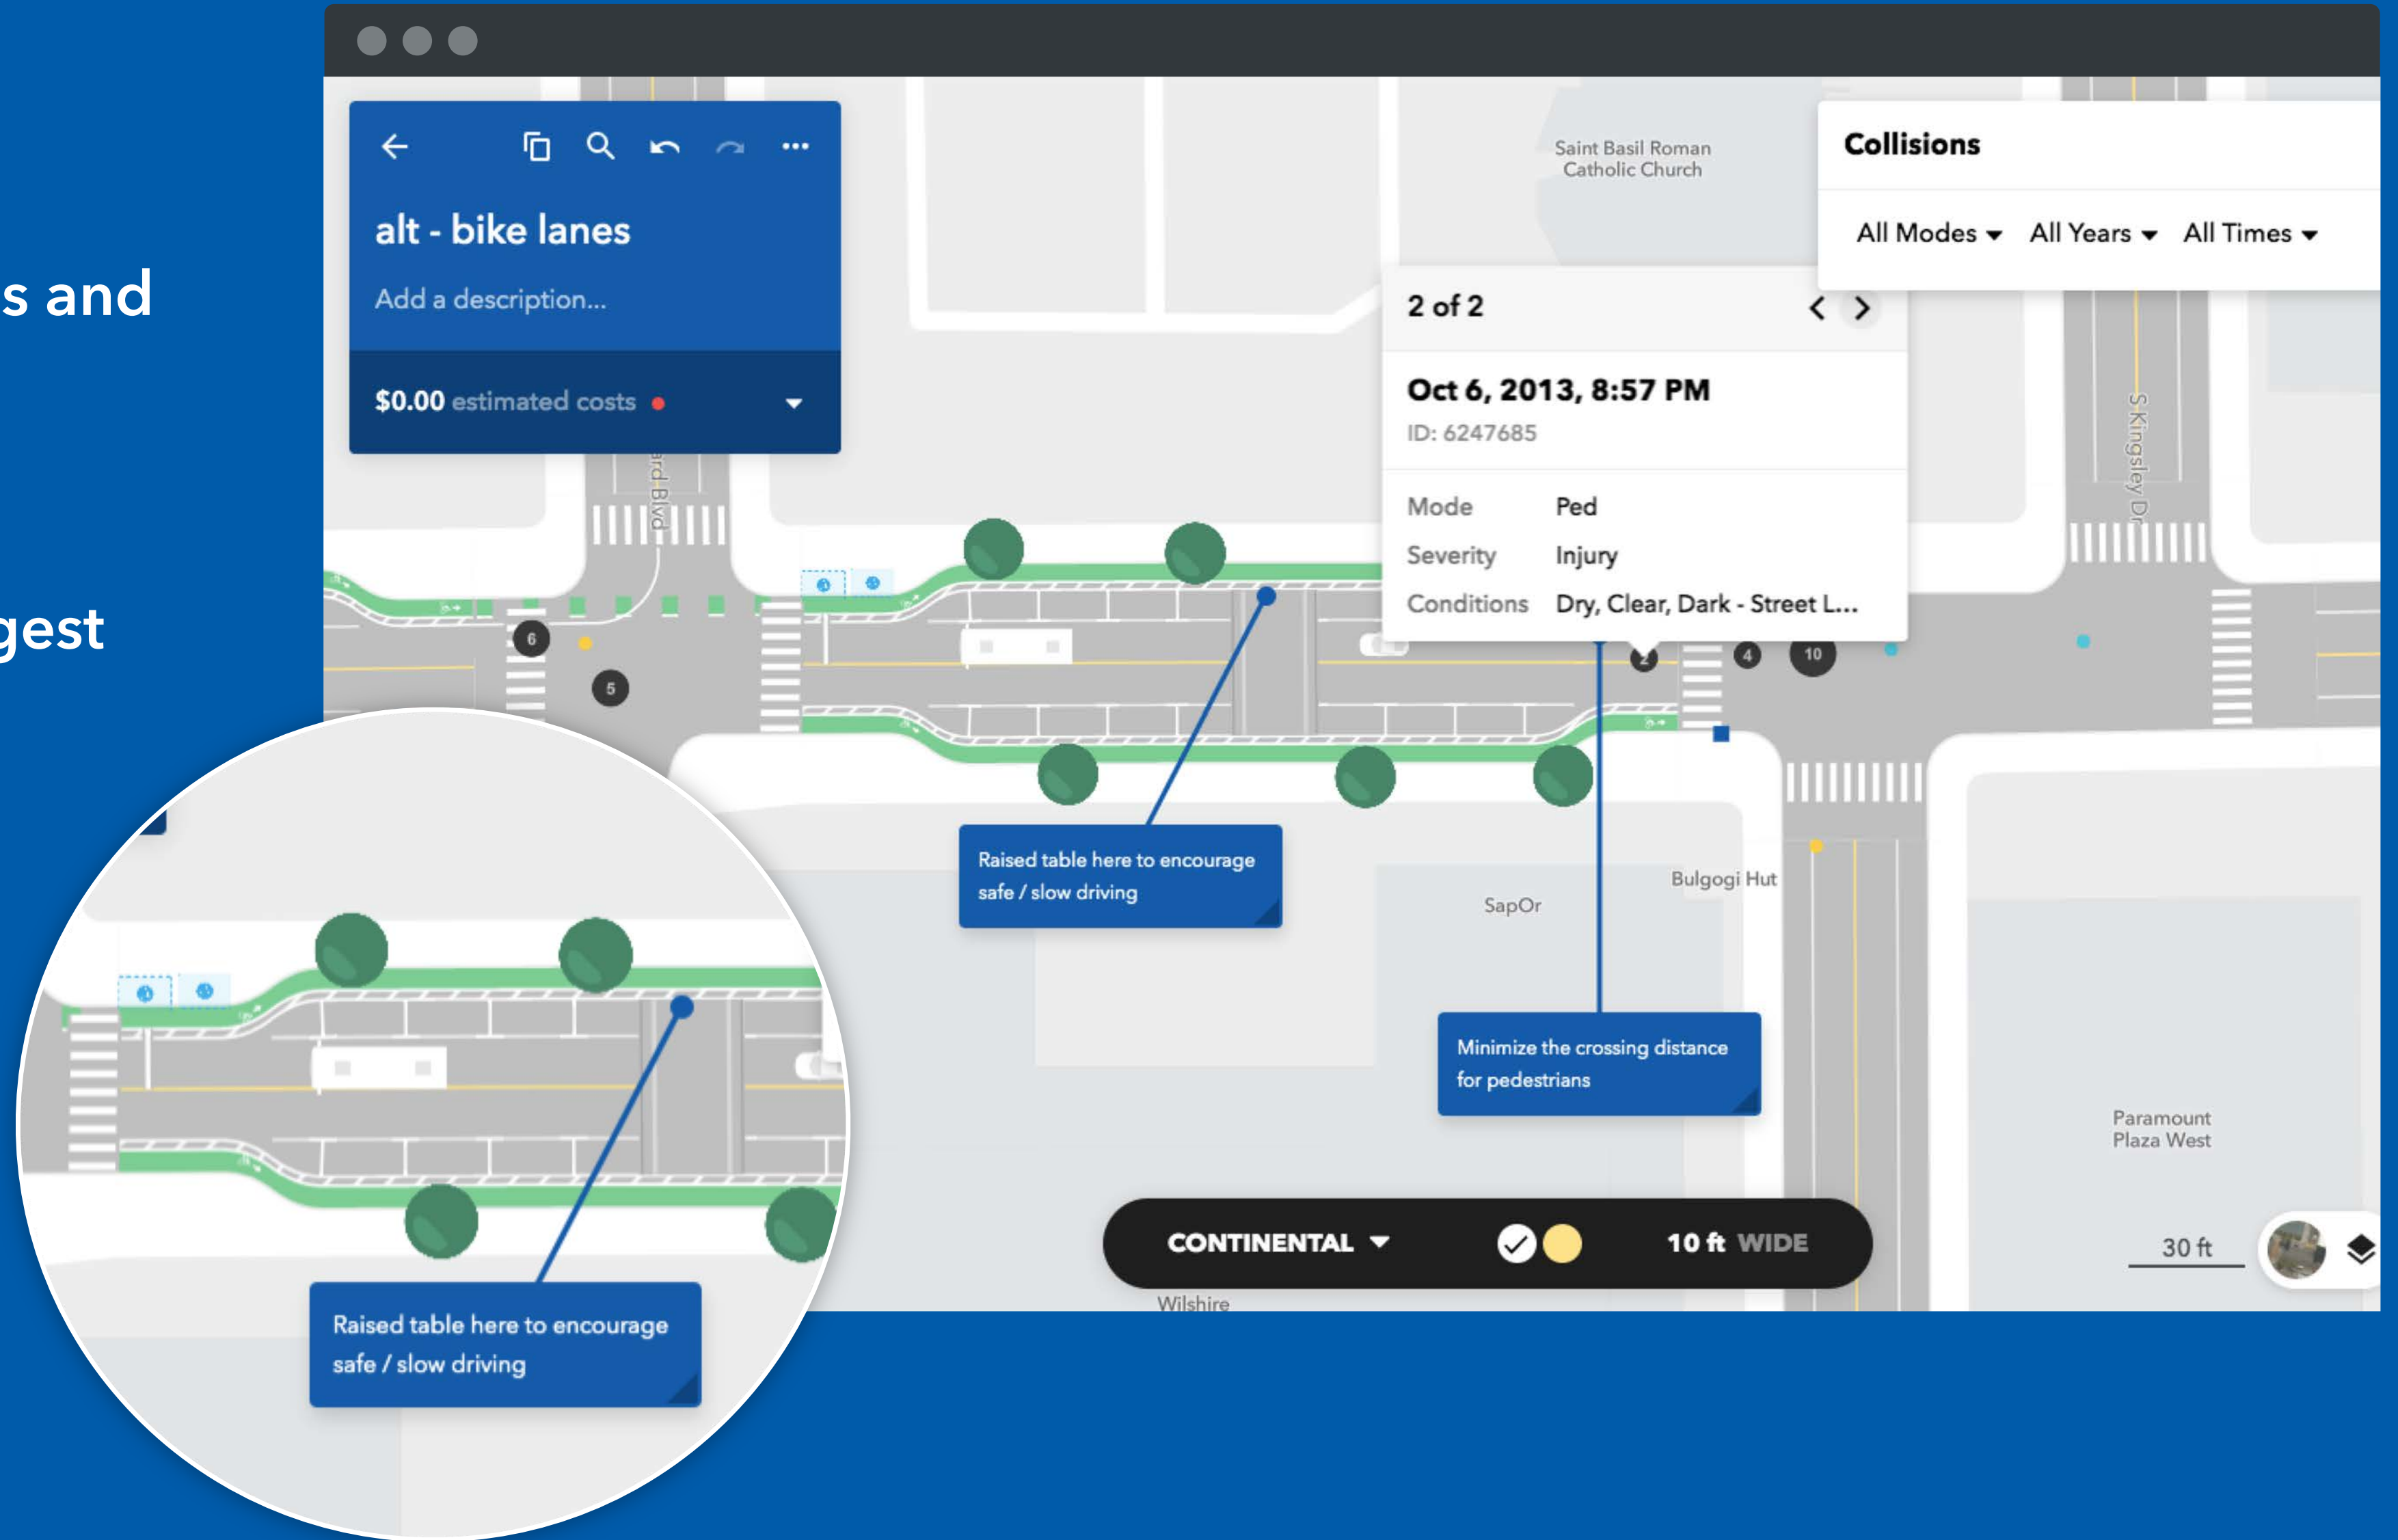 s and
gest
alt - bike lanes
Add a description...
$0.00 estimated costs
Saint Basil Roman
Catholic Church
Collisions
All Modes All Years All Times
2 of 2
Oct 6, 2013, 8:57 PM
ID: 6247685
Mode Ped
Severity Injury
Conditions Dry, Clear, Dark - Street L...
ard Blvd
S Kingsley Dr
6
5
2
4
10
Raised table here to encourage
safe / slow driving
SapOr
Bulgogi Hut
Minimize the crossing distance
for pedestrians
Paramount
Plaza West
CONTINENTAL 10 ft WIDE
30 ft
Wilshire
Raised table here to encourage
safe / slow driving